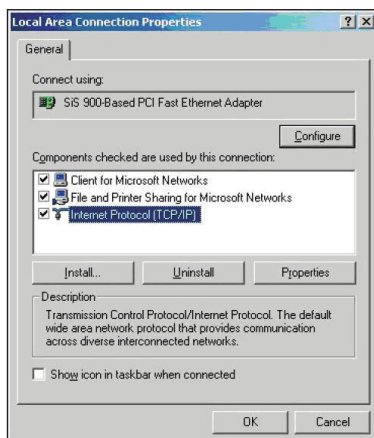 Local Area Connection Properties
General
Connect using:
SiS 900-Based PCI Fast Ethernet Adapter
Configure
Components checked are used by this connection:
Client for Microsoft Networks
File and Printer Sharing for Microsoft Networks
Internet Protocol (TCP/IP)
Install... Uninstall Properties
Description
Transmission Control Protocol/Internet Protocol. The default
wide area network protocol that provides communication
across diverse interconnected networks.
Show icon in taskbar when connected
OK Cancel